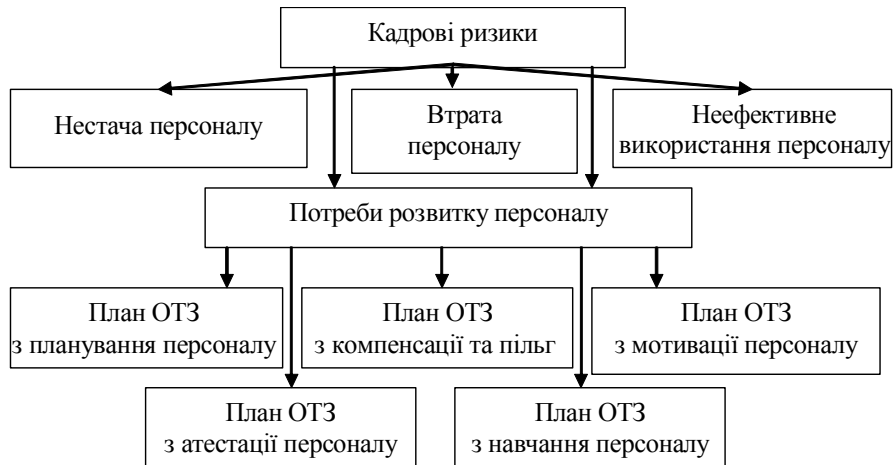 Кадрові ризики
Нестача персоналу
Втрата
персоналу
Неефективне
використання персоналу
Потреби розвитку персоналу
План ОТЗ
з планування персоналу
План ОТЗ
з компенсації та пільг
План ОТЗ
з мотивації персоналу
План ОТЗ
з атестації персоналу
План ОТЗ
з навчання персоналу